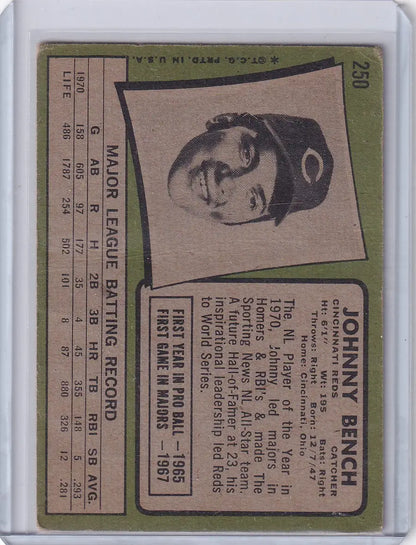 250
JOHNNY BENCH
CINCINNATI REDS CATCHER
Ht: 6'1" Wt: 195 Bats: Right
Throws: Right Born: 12/7/47
Home: Cincinnati, Ohio
The NL Player of the Year in
1970, Johnny led majors in
Homers & RBI's & made The
Sporting News NL All-Star team.
A future Hall-of-Famer at 23, his
inspirational leadership led Reds
to World Series.
FIRST YEAR IN PRO BALL — 1965
FIRST GAME IN MAJORS — 1967
C
*©T.C.G. PRTD. IN U.S.A.
MAJOR LEAGUE BATTING RECORD
G AB R H 2B 3B HR TB RBI SB AVG.
1970 158 605 97 177 35 4 45 355 148 5 .293
LIFE 486 1787 254 502 101 8 87 880 326 12 .281